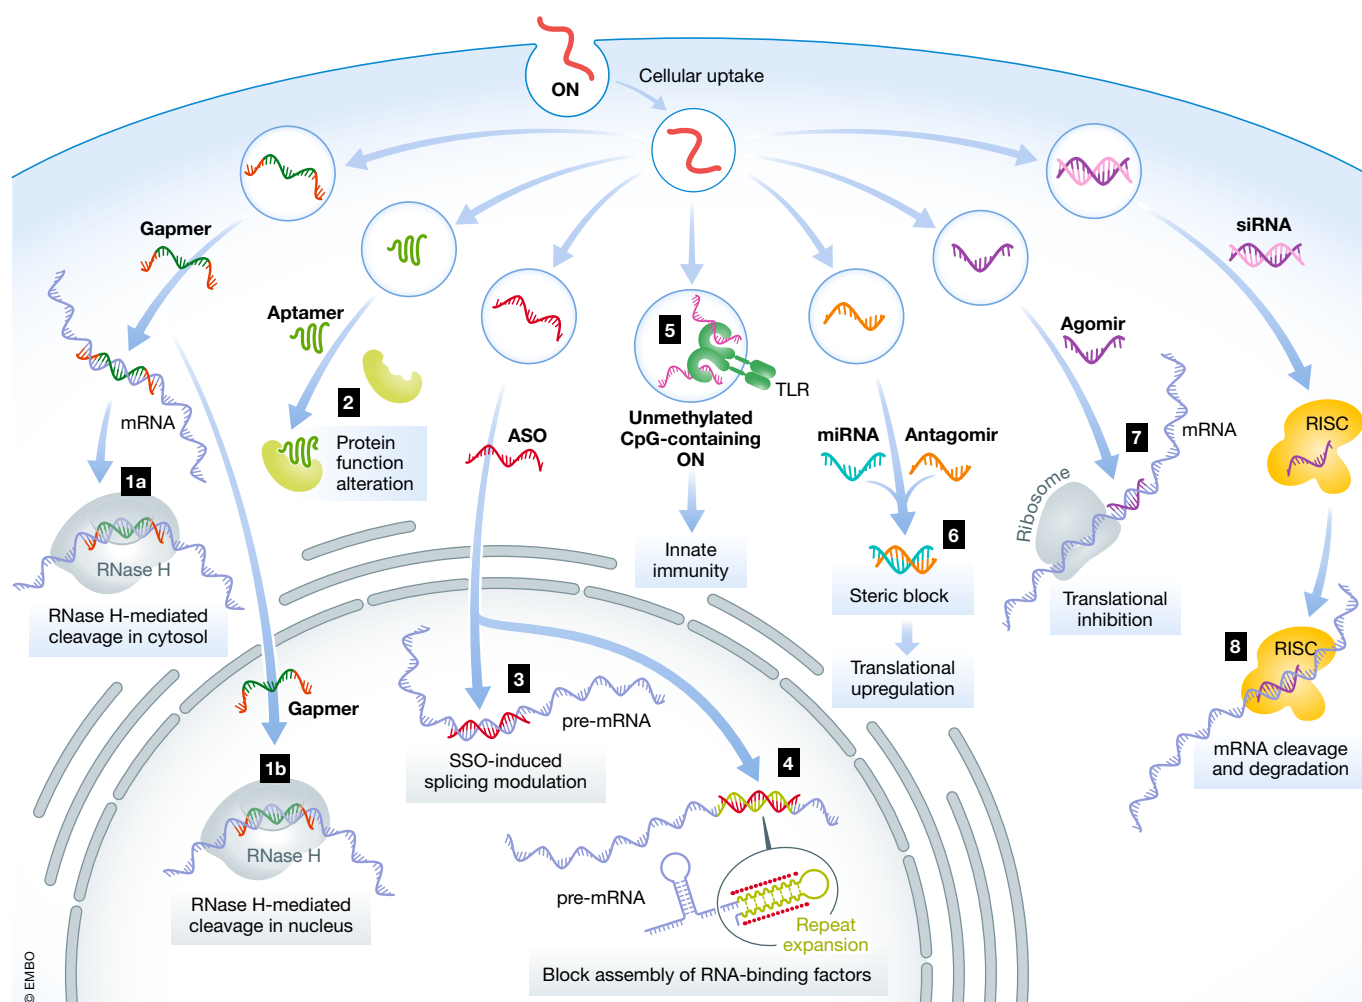 ON
Cellular uptake
Gapmer
mRNA
1a
RNase H
RNase H-mediated
cleavage in cytosol
Gapmer
1b
RNase H
RNase H-mediated
cleavage in nucleus
Aptamer
2
Protein
function
alteration
ASO
3
pre-mRNA
SSO-induced
splicing modulation
4
pre-mRNA
Repeat
expansion
Block assembly of RNA-binding factors
5
TLR
Unmethylated
CpG-containing
ON
Innate
immunity
miRNA
Antagomir
6
Steric block
Translational
upregulation
Agomir
7
mRNA
Ribosome
Translational
inhibition
siRNA
RISC
8
RISC
mRNA cleavage
and degradation
© EMBO